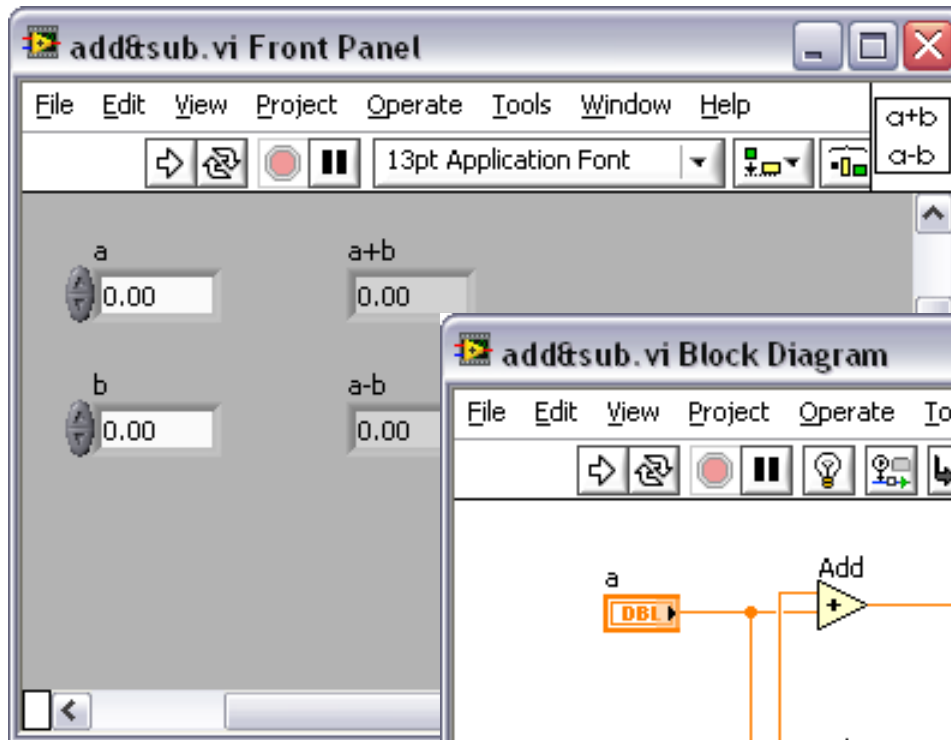 add&sub.vi Front Panel
File Edit View Project Operate Tools Window Help
a+b
a-b
13pt Application Font
a
a+b
0.00
0.00
b
a-b
0.00
0.00
add&sub.vi Block Diagram
File Edit View Project Operate To
a
Add
DBL
+